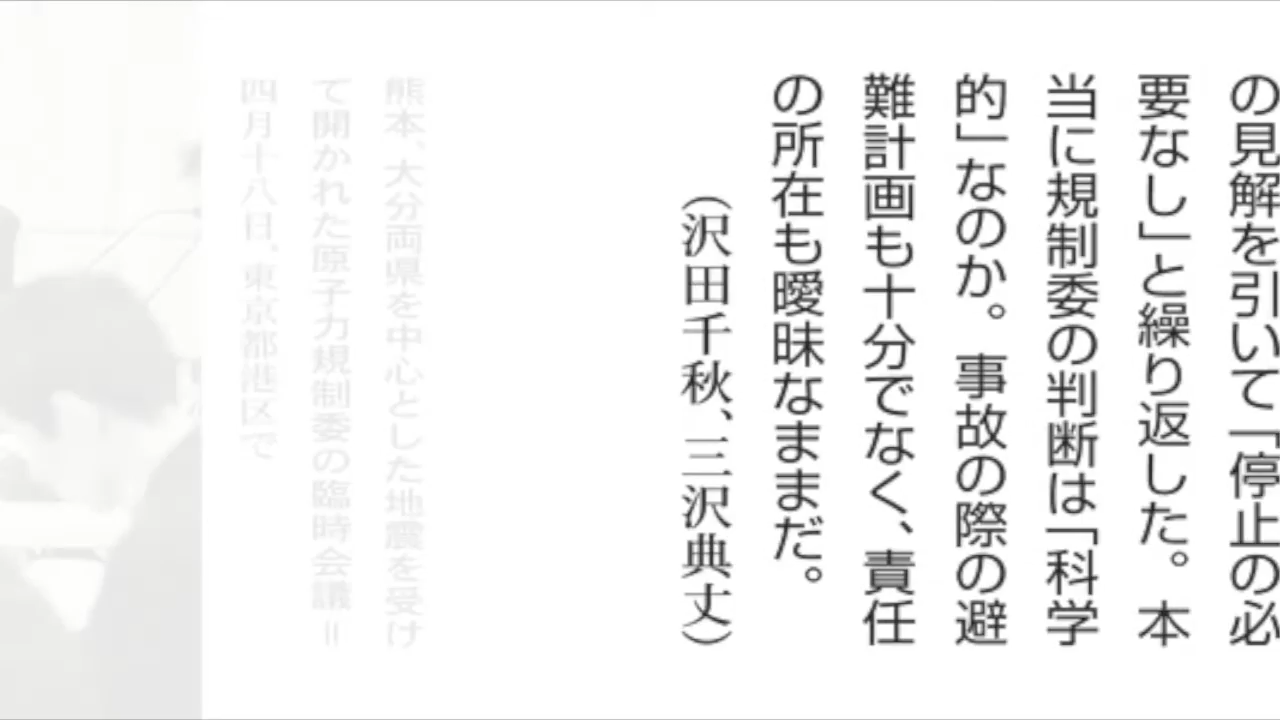 の見解を引いて「停止の必
要なし」と繰り返した。本
当に規制委の判断は「科学
的」なのか。事故の際の避
難計画も十分でなく、責任
の所在も曖昧なままだ。
（沢田千秋、三沢典丈）
熊本、大分両県を中心とした地震を受け
て開かれた原子力規制委の臨時会議＝
四月十八日、東京都港区で